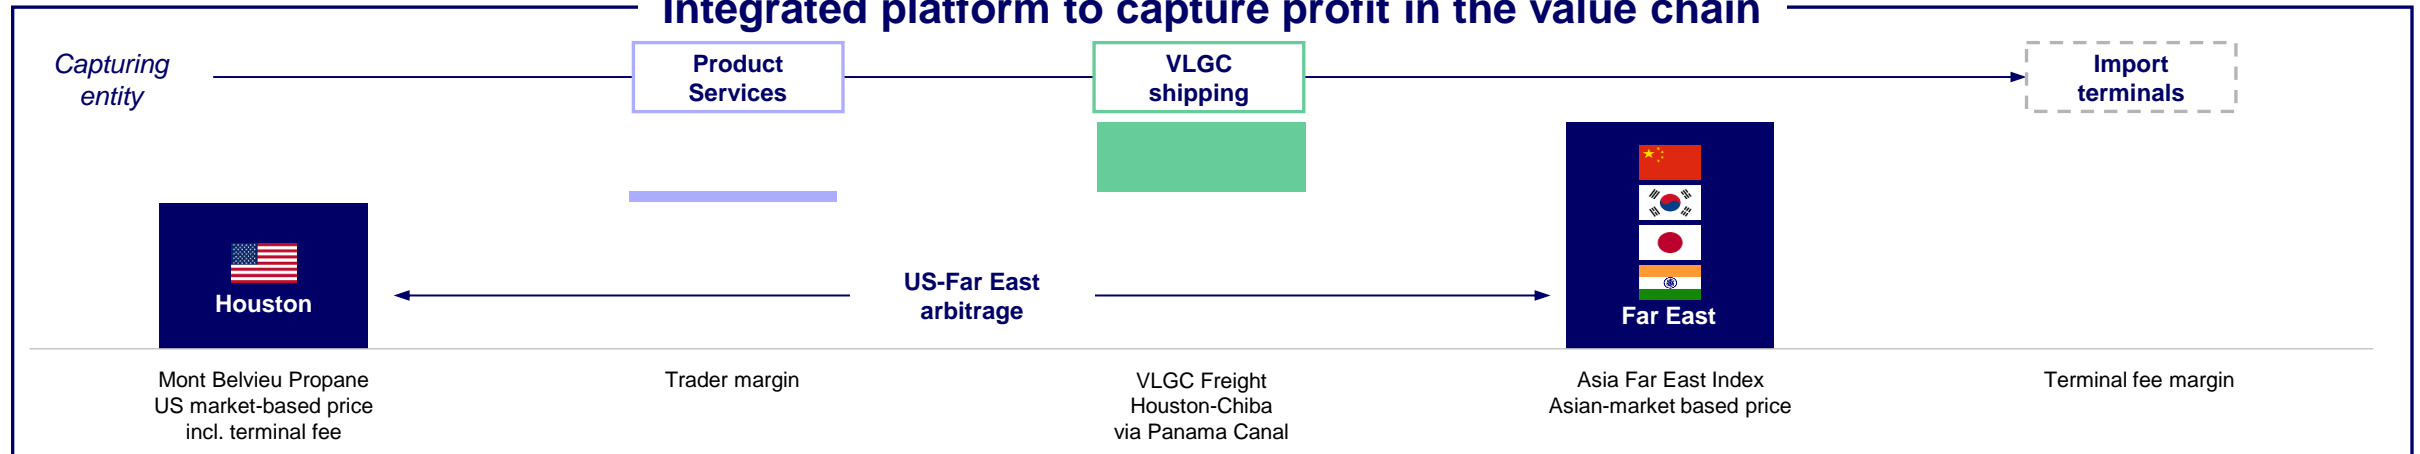 Integrated platform to capture profit in the value chain
Capturing
entity
Product
Services
VLGC
shipping
Import
terminals
Houston
US-Far East
arbitrage
Far East
Mont Belvieu Propane
US market-based price
incl. terminal fee
Trader margin
VLGC Freight
Houston-Chiba
via Panama Canal
Asia Far East Index
Asian-market based price
Terminal fee margin